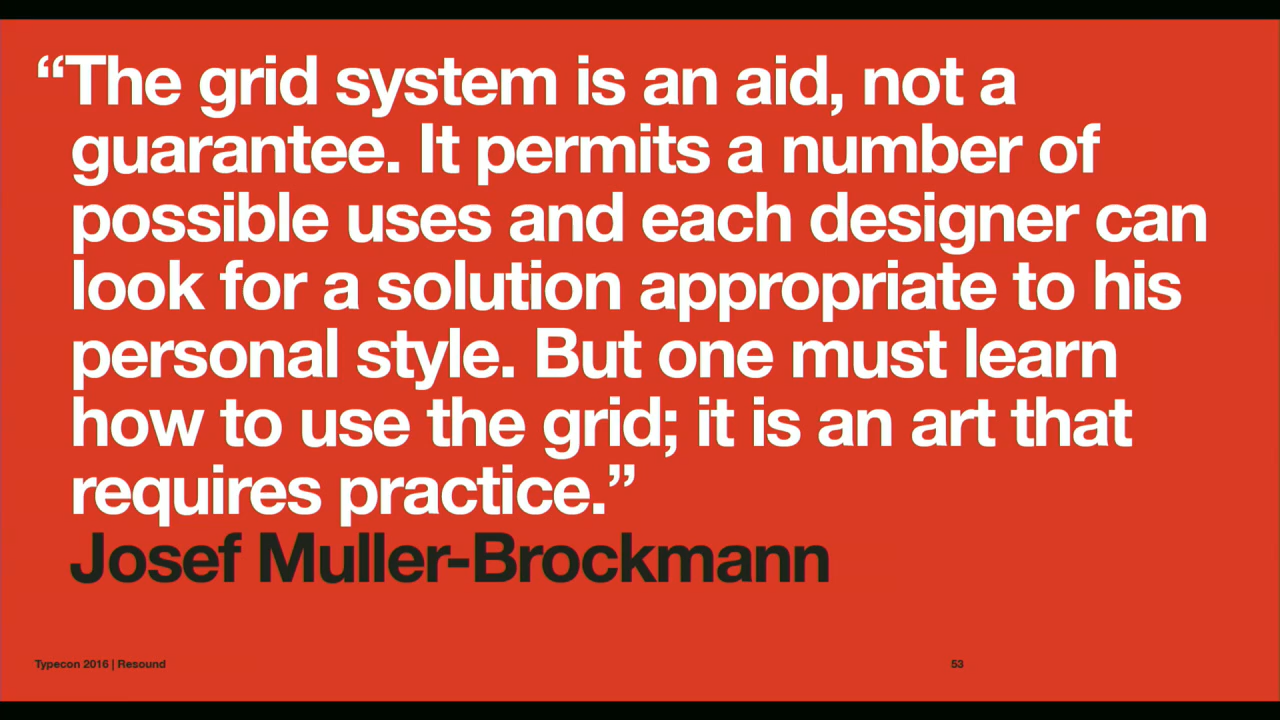 “The grid system is an aid, not a
guarantee. It permits a number of
possible uses and each designer can
look for a solution appropriate to his
personal style. But one must learn
how to use the grid; it is an art that
requires practice.”
Josef Muller-Brockmann
Typecon 2016 | Resound
53